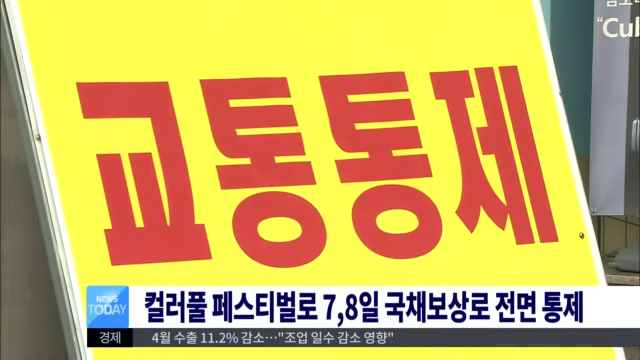 “Cul
교통통제
NEWS
TODAY
컬러풀 페스티벌로 7,8일 국채보상로 전면 통제
경제 4월 수출 11.2% 감소…"조업 일수 감소 영향"